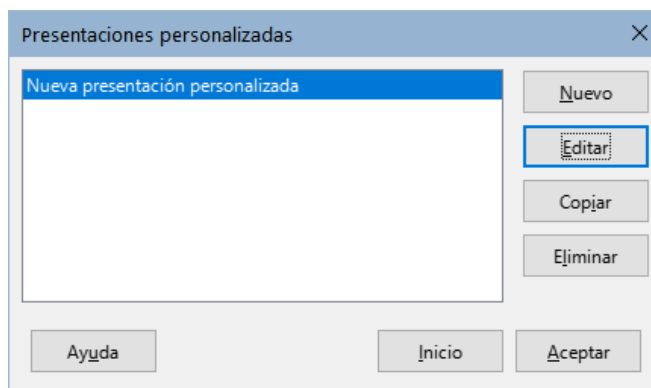 Presentaciones personalizadas
Nueva presentación personalizada
Nuevo
Editar
Copiar
Eliminar
Ayuda
Inicio
Aceptar